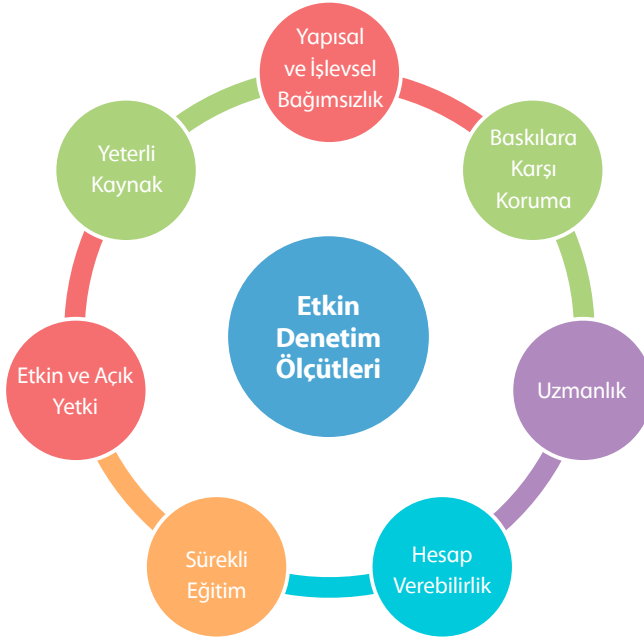 Yapısal
ve İşlevsel
Bağımsızlık
Baskılara
Karşı
Koruma
Uzmanlık
Hesap
Verebilirlik
Sürekli
Eğitim
Etkin ve Açık
Yetki
Yeterli
Kaynak
Etkin
Denetim
Ölçütleri